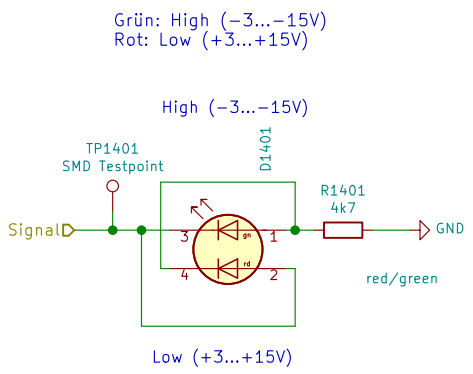 Grün: High (−3...−15V)
Rot: Low (+3...+15V)
High (−3...−15V)
D1401
TP1401
SMD Testpoint
R1401
4k7
Signal
3
gn
1
GND
4
rd
2
red/green
Low (+3...+15V)